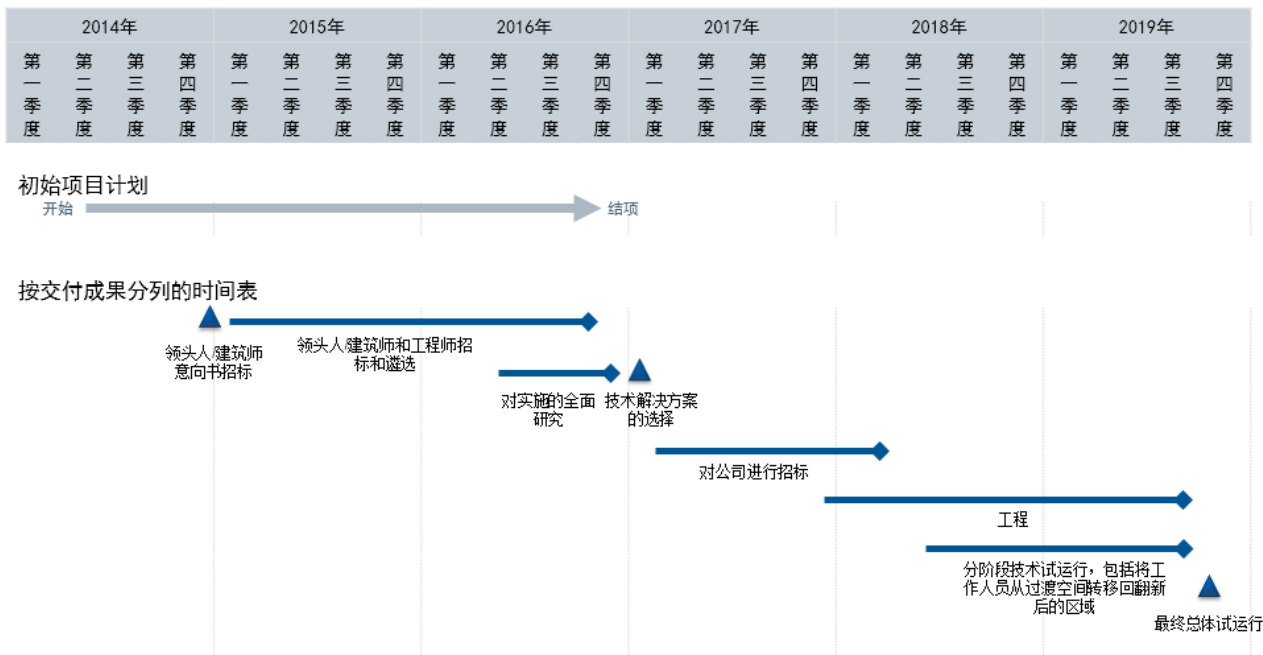 2014年 2015年 2016年 2017年 2018年 2019年
第一季度 第二季度 第三季度 第四季度 第一季度 第二季度 第三季度 第四季度 第一季度 第二季度 第三季度 第四季度 第一季度 第二季度 第三季度 第四季度 第一季度 第二季度 第三季度 第四季度 第一季度 第二季度 第三季度 第四季度
初始项目计划
开始 结项
按交付成果分列的时间表
领头人/建筑师
意向书招标
领头人/建筑师和工程师招
标和遴选
对实施的全面
研究
技术解决方案
的选择
对公司进行招标
工程
分阶段技术试运行，包括将工
作人员从过渡空间转移回翻新
后的区域
最终总体试运行